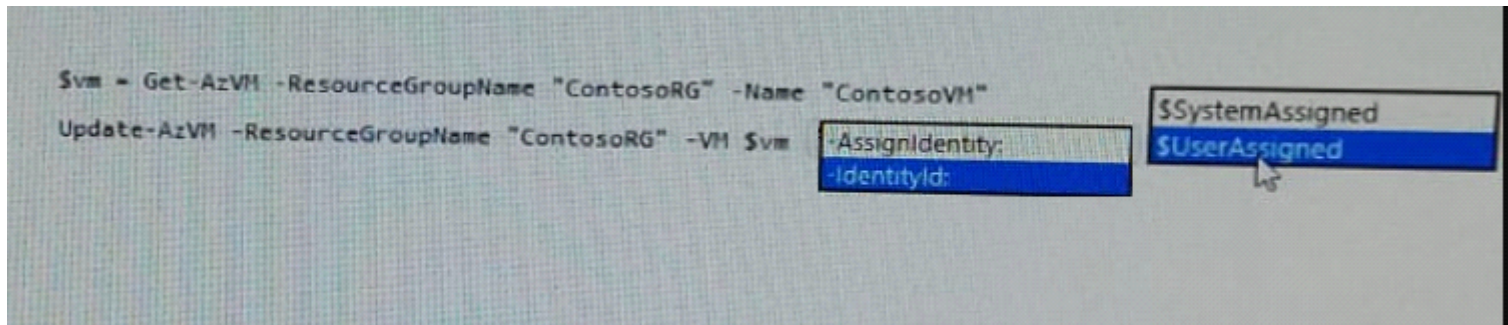 $vm = Get-AzVM -ResourceGroupName "ContosoRG" -Name "ContosoVM"
Update-AzVM -ResourceGroupName "ContosoRG" -VM $vm
-AssignIdentity:
-IdentityId:
$SystemAssigned
$UserAssigned